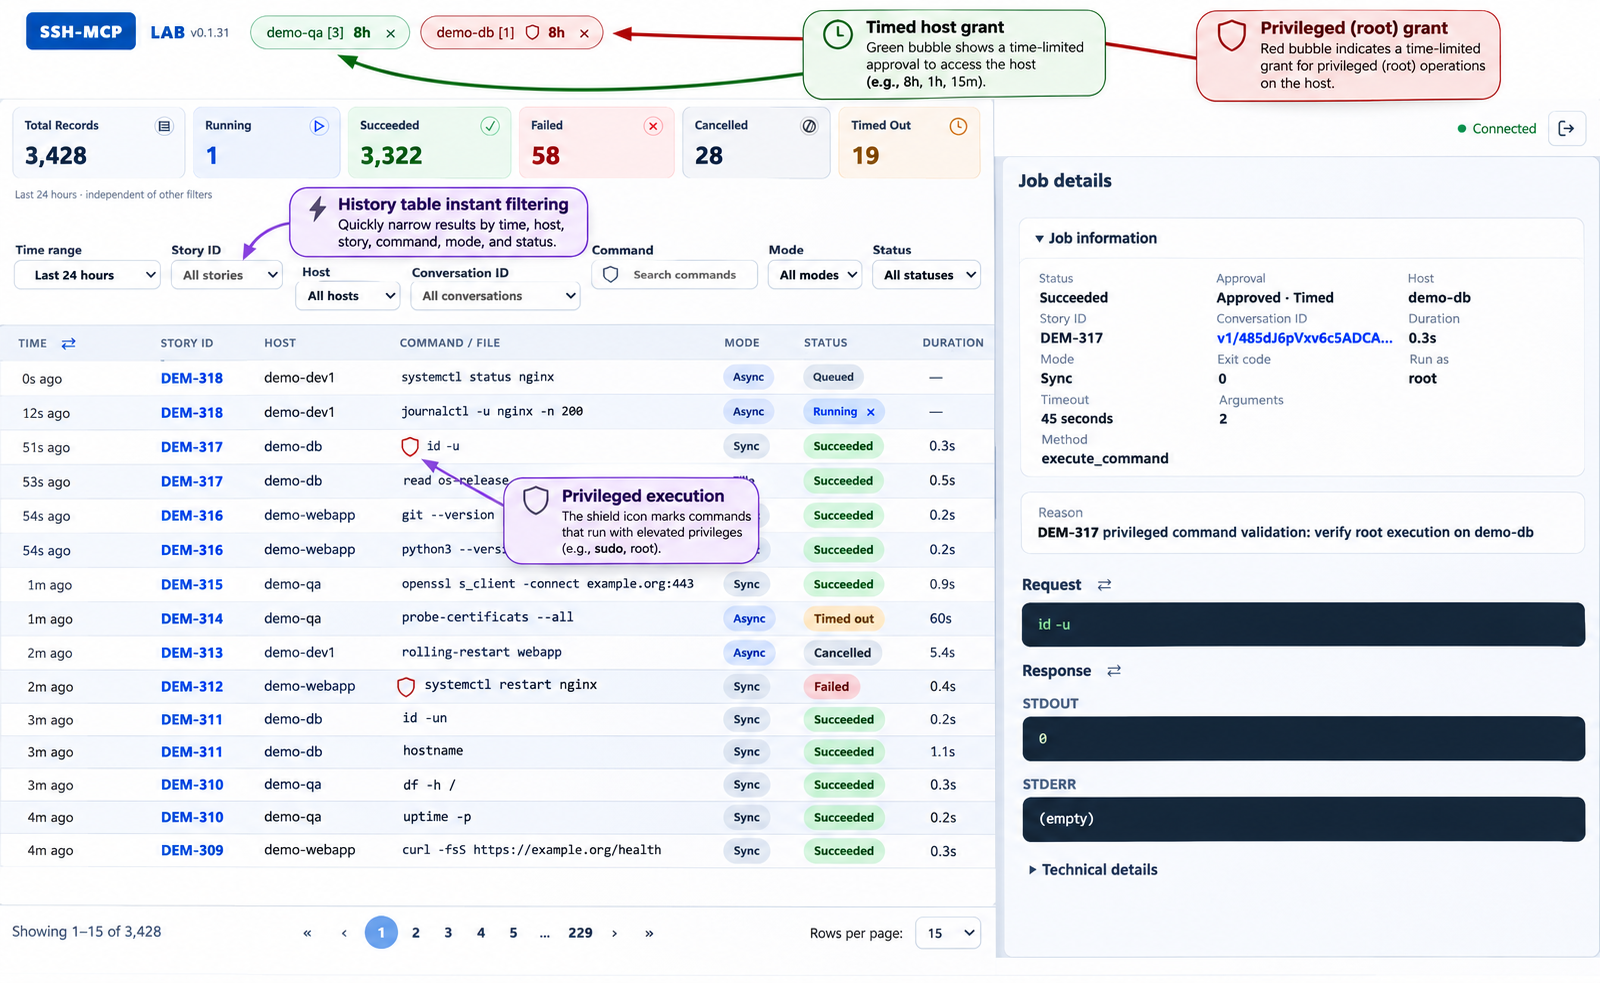 SSH-MCP LAB v0.1.31
demo-qa [3] 8h ×
demo-db [1] 8h ×
Timed host grant
Green bubble shows a time-limited
approval to access the host
(e.g., 8h, 1h, 15m).
Privileged (root) grant
Red bubble indicates a time-limited
grant for privileged (root) operations
on the host.
Total Records
3,428
Running
1
Succeeded
3,322
Failed
58
Cancelled
28
Timed Out
19
Connected
Last 24 hours · independent of other filters
History table instant filtering
Quickly narrow results by time, host,
story, command, mode, and status.
Time range
Last 24 hours
Story ID
All stories
Host
All hosts
Conversation ID
All conversations
Command
Search commands
Mode
All modes
Status
All statuses
TIME STORY ID HOST COMMAND / FILE MODE STATUS DURATION
0s ago DEM-318 demo-dev1 systemctl status nginx Async Queued —
12s ago DEM-318 demo-dev1 journalctl -u nginx -n 200 Async Running × —
51s ago DEM-317 demo-db id -u Sync Succeeded 0.3s
53s ago DEM-317 demo-db read os-release Succeeded 0.5s
54s ago DEM-316 demo-webapp git --version Succeeded 0.2s
54s ago DEM-316 demo-webapp python3 Succeeded 0.2s
1m ago DEM-315 demo-qa openssl s_client -connect example.org:443 Sync Succeeded 0.9s
1m ago DEM-314 demo-qa probe-certificates --all Async Timed out 60s
2m ago DEM-313 demo-dev1 rolling-restart webapp Async Cancelled 5.4s
2m ago DEM-312 demo-webapp systemctl restart nginx Sync Failed 0.4s
3m ago DEM-311 demo-db id -un Sync Succeeded 0.2s
3m ago DEM-311 demo-db hostname Sync Succeeded 1.1s
3m ago DEM-310 demo-qa df -h / Sync Succeeded 0.3s
4m ago DEM-310 demo-qa uptime -p Sync Succeeded 0.2s
4m ago DEM-309 demo-webapp curl -fsS https://example.org/health Sync Succeeded 0.3s
Privileged execution
The shield icon marks commands
that run with elevated privileges
(e.g., sudo, root).
Showing 1–15 of 3,428
« ‹ 1 2 3 4 5 ... 229 › »
Rows per page: 15
Job details
▼ Job information
Status Approval Host
Succeeded Approved · Timed demo-db
Story ID Conversation ID Duration
DEM-317 v1/485dJ6pVxv6c5ADCA... 0.3s
Mode Exit code Run as
Sync 0 root
Timeout Arguments
45 seconds 2
Method
execute_command
Reason
DEM-317 privileged command validation: verify root execution on demo-db
Request
id -u
Response
STDOUT
0
STDERR
(empty)
▶ Technical details